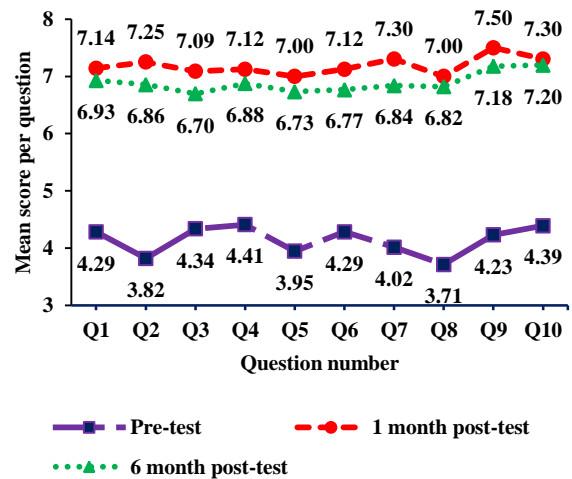 Mean score per question
8
7
6
5
4
3
7.14 7.25 7.09 7.12 7.00 7.12 7.30 7.00 7.50 7.30
6.93 6.86 6.70 6.88 6.73 6.77 6.84 6.82 7.18 7.20
4.29 3.82 4.34 4.41 3.95 4.29 4.02 3.71 4.23 4.39
Q1 Q2 Q3 Q4 Q5 Q6 Q7 Q8 Q9 Q10
Question number
Pre-test
1 month post-test
6 month post-test